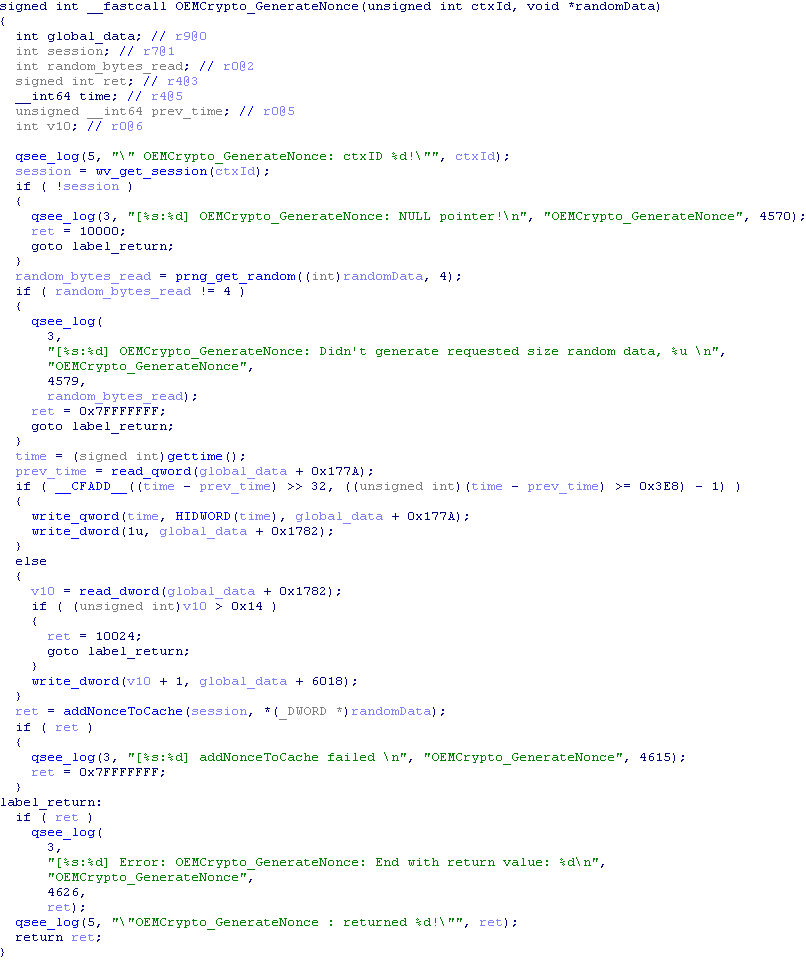 signed int __fastcall OEMCrypto_GenerateNonce(unsigned int ctxId, void *randomData)
{
  int global_data; // r9@0
  int session; // r7@1
  int random_bytes_read; // r0@2
  signed int ret; // r4@3
  __int64 time; // r4@5
  unsigned __int64 prev_time; // r0@5
  int v10; // r0@6

  qsee_log(5, "\" OEMCrypto_GenerateNonce: ctxID %d!\"", ctxId);
  session = wv_get_session(ctxId);
  if ( !session )
  {
    qsee_log(3, "[%s:%d] OEMCrypto_GenerateNonce: NULL pointer!\n", "OEMCrypto_GenerateNonce", 4570);
    ret = 10000;
    goto label_return;
  }
  random_bytes_read = prng_get_random((int)randomData, 4);
  if ( random_bytes_read != 4 )
  {
    qsee_log(
      3,
      "[%s:%d] OEMCrypto_GenerateNonce: Didn't generate requested size random data, %u \n",
      "OEMCrypto_GenerateNonce",
      4579,
      random_bytes_read);
    ret = 0x7FFFFFFF;
    goto label_return;
  }
  time = (signed int)gettime();
  prev_time = read_qword(global_data + 0x177A);
  if ( __CFADD__((time - prev_time) >> 32, ((unsigned int)(time - prev_time) >= 0x3E8) - 1) )
  {
    write_qword(time, HIDWORD(time), global_data + 0x177A);
    write_dword(1u, global_data + 0x1782);
  }
  else
  {
    v10 = read_dword(global_data + 0x1782);
    if ( (unsigned int)v10 > 0x14 )
    {
      ret = 10024;
      goto label_return;
    }
    write_dword(v10 + 1, global_data + 6018);
  }
  ret = addNonceToCache(session, *(_DWORD *)randomData);
  if ( ret )
  {
    qsee_log(3, "[%s:%d] addNonceToCache failed \n", "OEMCrypto_GenerateNonce", 4615);
    ret = 0x7FFFFFFF;
  }
label_return:
  if ( ret )
    qsee_log(
      3,
      "[%s:%d] Error: OEMCrypto_GenerateNonce: End with return value: %d\n",
      "OEMCrypto_GenerateNonce",
      4626,
      ret);
  qsee_log(5, "\"OEMCrypto_GenerateNonce : returned %d!\"", ret);
  return ret;
}